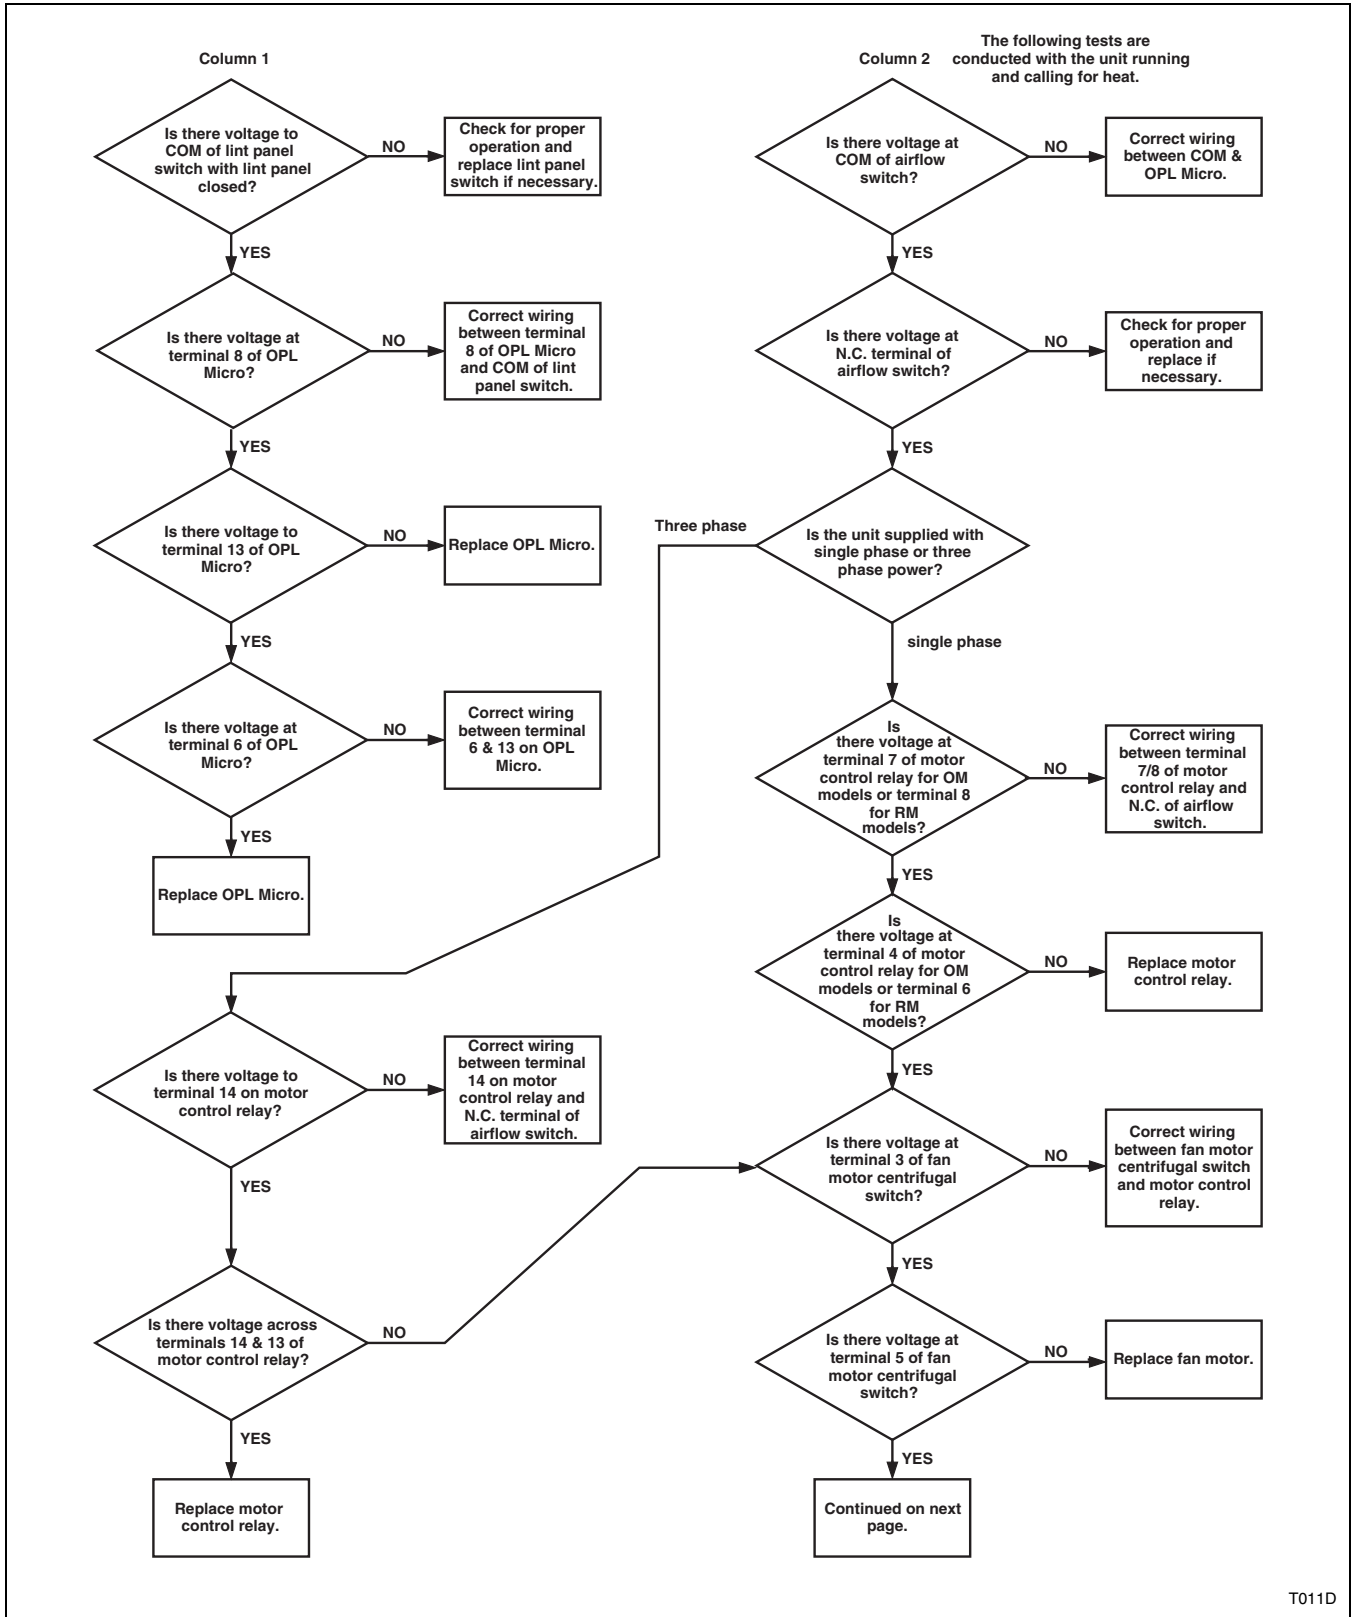 Column 1
Is there voltage to
COM of lint panel
switch with lint panel
closed?
NO
Check for proper
operation and
replace lint panel
switch if necessary.
YES
Is there voltage at
terminal 8 of OPL
Micro?
NO
Correct wiring
between terminal
8 of OPL Micro
and COM of lint
panel switch.
YES
Is there voltage to
terminal 13 of OPL
Micro?
NO
Replace OPL Micro.
YES
Is there voltage at
terminal 6 of OPL
Micro?
NO
Correct wiring
between terminal
6 & 13 on OPL
Micro.
YES
Replace OPL Micro.
Is there voltage to
terminal 14 on motor
control relay?
NO
Correct wiring
between terminal
14 on motor
control relay and
N.C. terminal of
airflow switch.
YES
Is there voltage across
terminals 14 & 13 of
motor control relay?
NO
YES
Replace motor
control relay.
Column 2
The following tests are
conducted with the unit running
and calling for heat.
Is there voltage at
COM of airflow
switch?
NO
Correct wiring
between COM &
OPL Micro.
YES
Is there voltage at
N.C. terminal of
airflow switch?
NO
Check for proper
operation and
replace if
necessary.
YES
Three phase
Is the unit supplied with
single phase or three
phase power?
single phase
Is
there voltage at
terminal 7 of motor
control relay for OM
models or terminal 8
for RM
models?
NO
Correct wiring
between terminal
7/8 of motor
control relay and
N.C. of airflow
switch.
YES
Is
there voltage at
terminal 4 of motor
control relay for OM
models or terminal 6
for RM
models?
NO
Replace motor
control relay.
YES
Is there voltage at
terminal 3 of fan
motor centrifugal
switch?
NO
Correct wiring
between fan motor
centrifugal switch
and motor control
relay.
YES
Is there voltage at
terminal 5 of fan
motor centrifugal
switch?
NO
Replace fan motor.
YES
Continued on next
page.
T011D